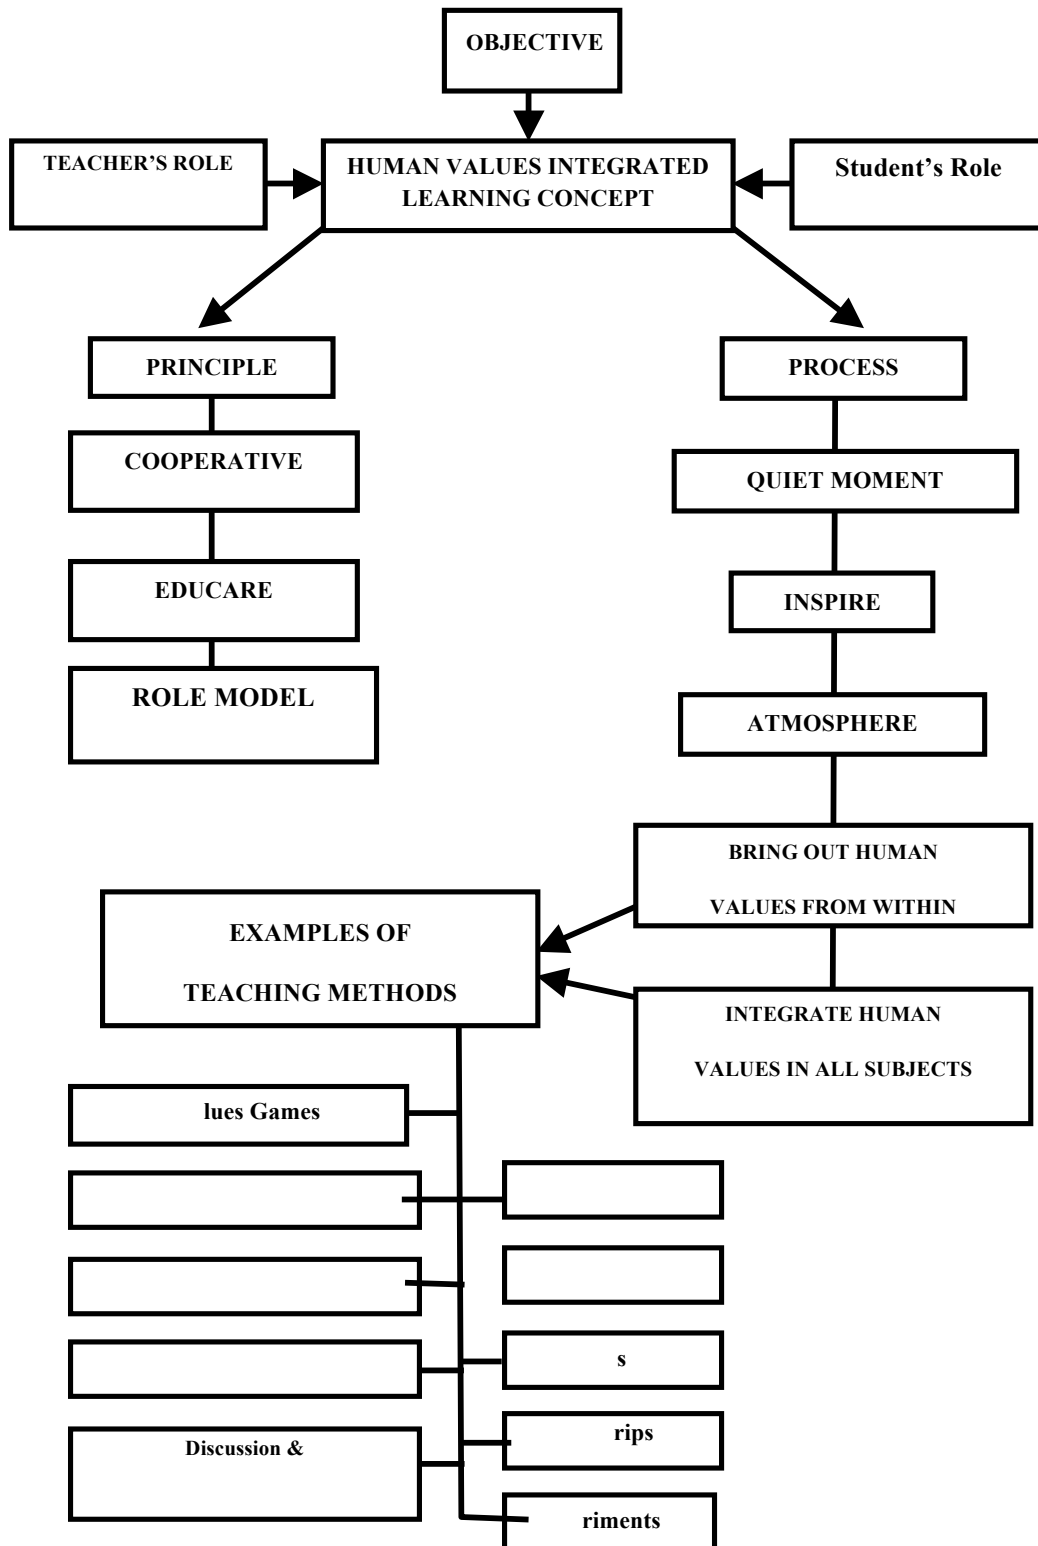 OBJECTIVE
TEACHER’S ROLE
HUMAN VALUES INTEGRATED
LEARNING CONCEPT
Student’s Role
PRINCIPLE
PROCESS
COOPERATIVE
QUIET MOMENT
EDUCARE
INSPIRE
ROLE MODEL
ATMOSPHERE
BRING OUT HUMAN
VALUES FROM WITHIN
EXAMPLES OF
TEACHING METHODS
INTEGRATE HUMAN
VALUES IN ALL SUBJECTS
lues Games
s
rips
Discussion &
riments